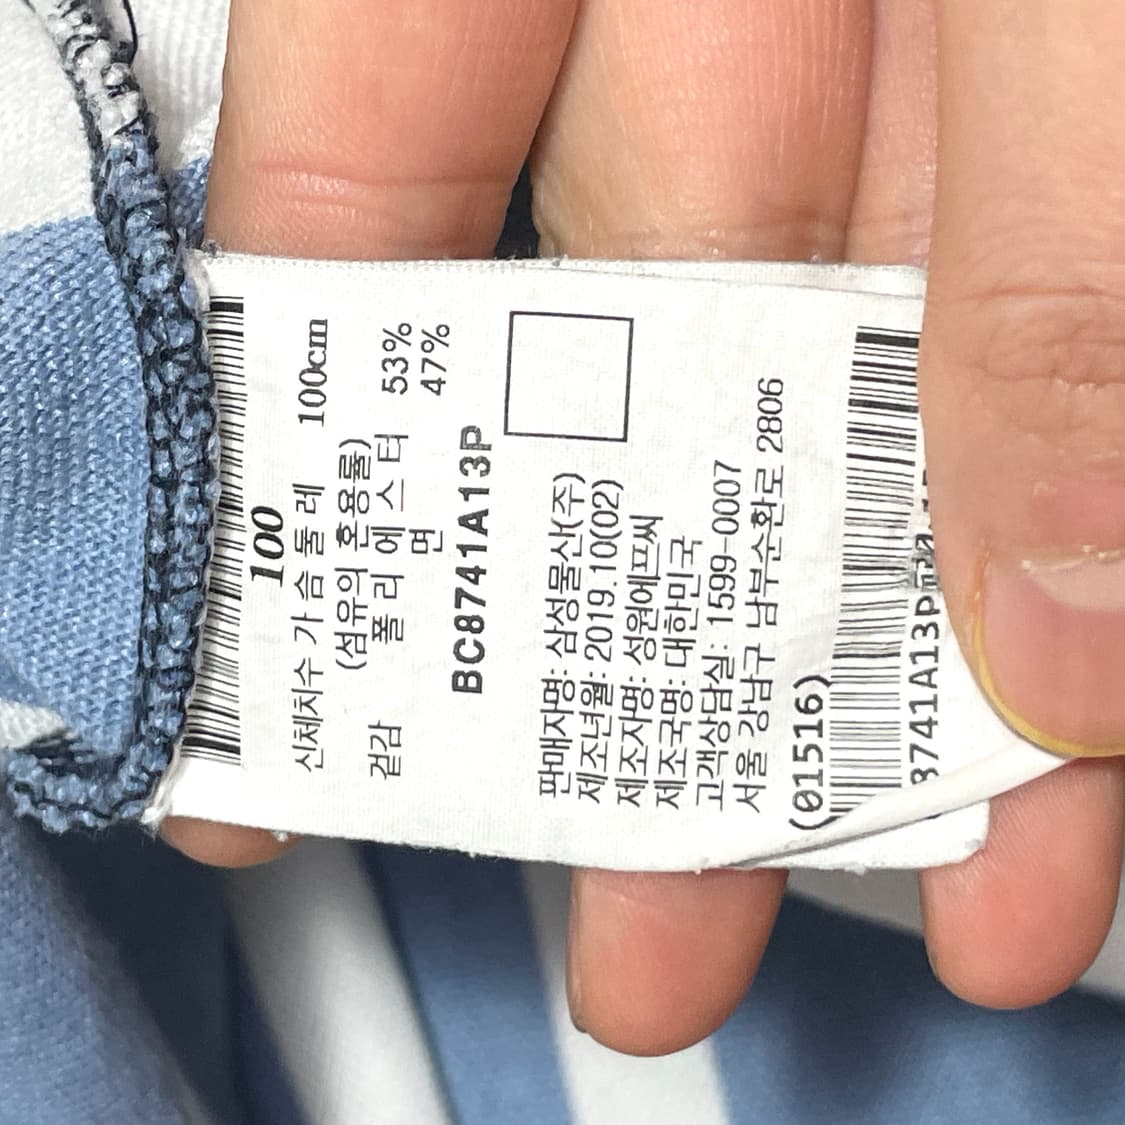 100
신체치수 가 슴 둘 레 100cm
(섬유의 혼용률)
겉감 폴 리 에 스 터 53%
면 47%
BC8741A13P
판매자명: 삼성물산(주)
제조년월: 2019.10(02)
제조자명: 성원에프씨
제조국명: 대한민국
고객상담실: 1599-0007
서울 강남구 남부순환로 2806
(01516)
8741A13P